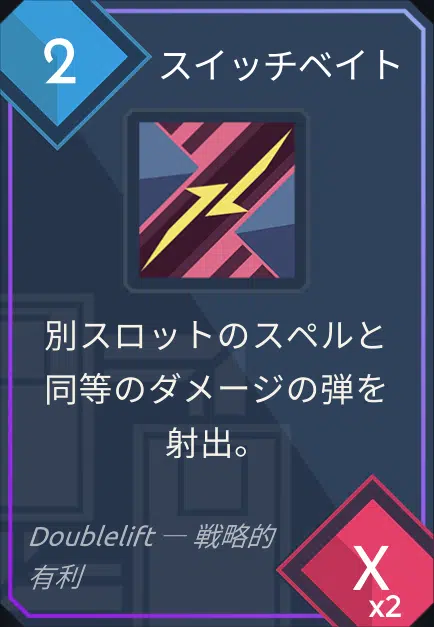 2
スイッチベイト
別スロットのスペルと
同等のダメージの弾を
射出。
Doublelift — 戦略的
有利
X
x2